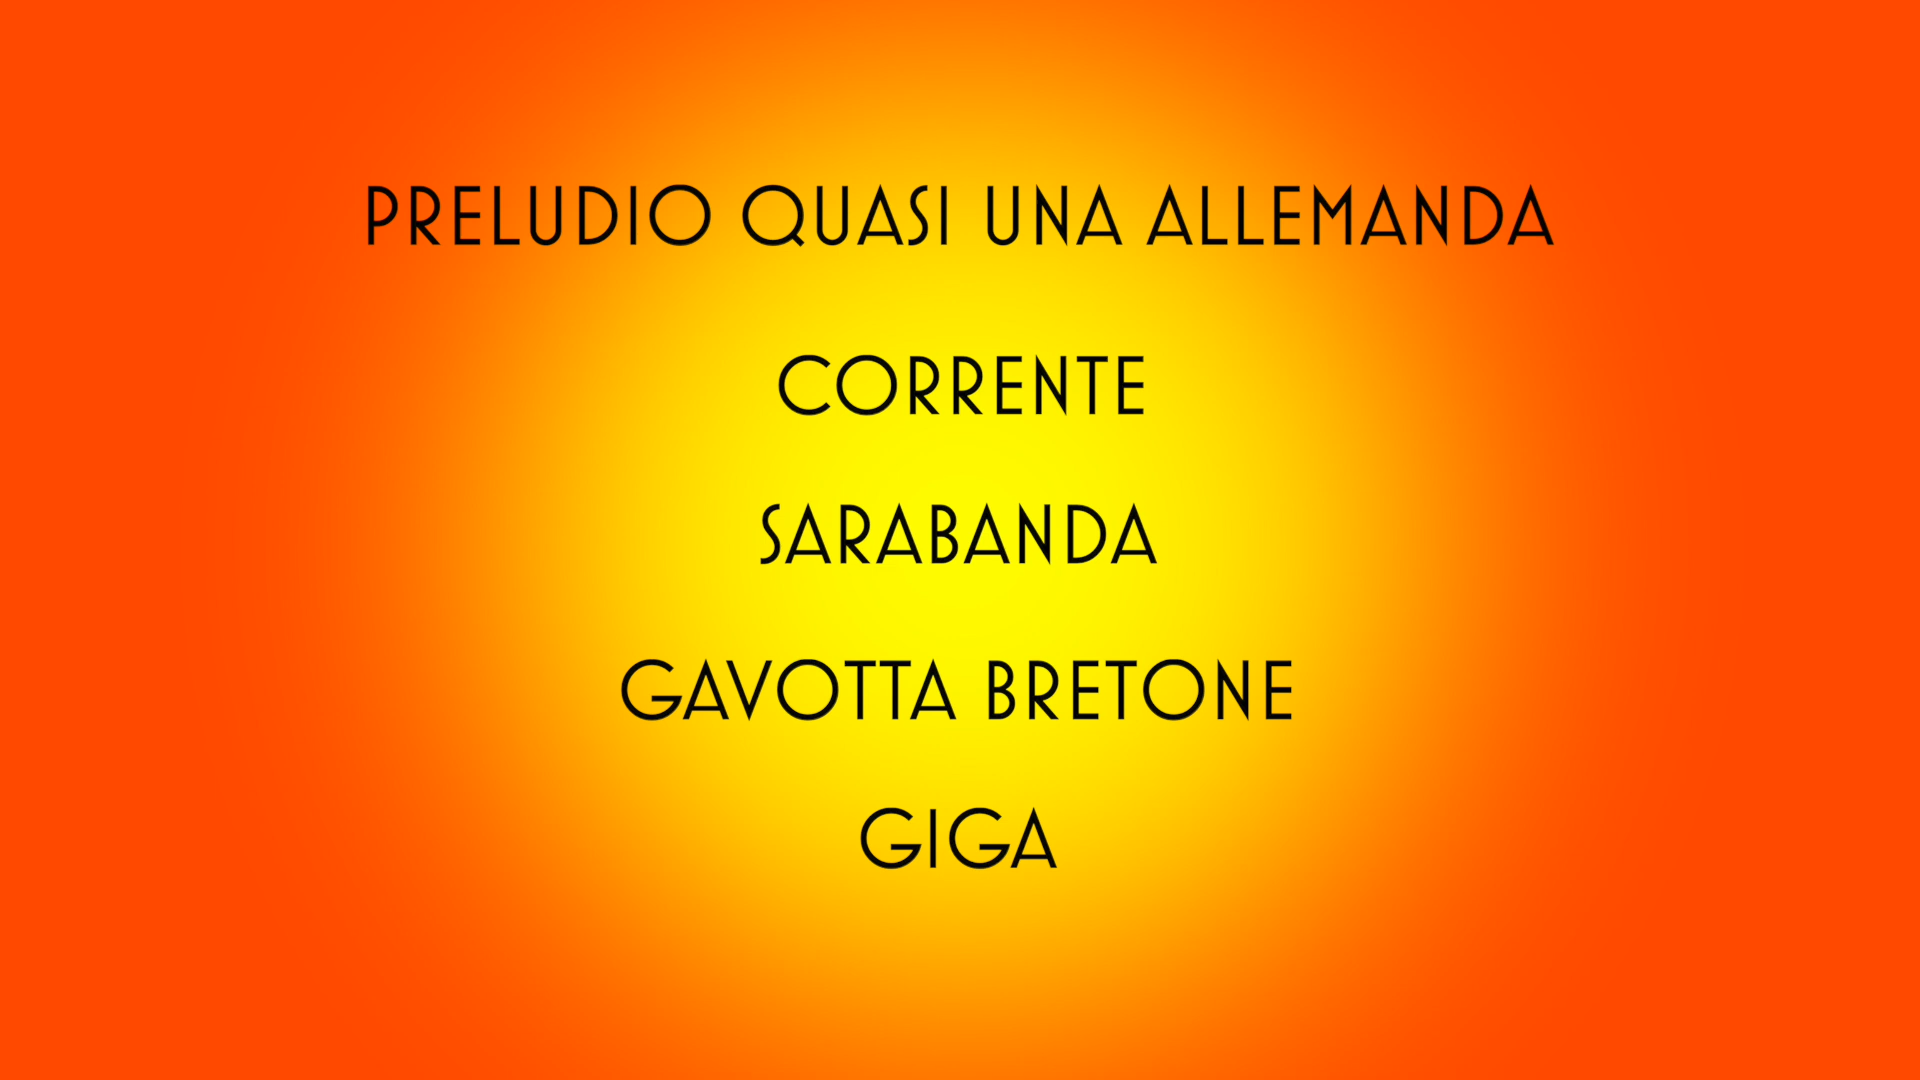 PRELUDIO QUASI UNA ALLEMANDA
CORRENTE
SARABANDA
GAVOTTA BRETONE
GIGA